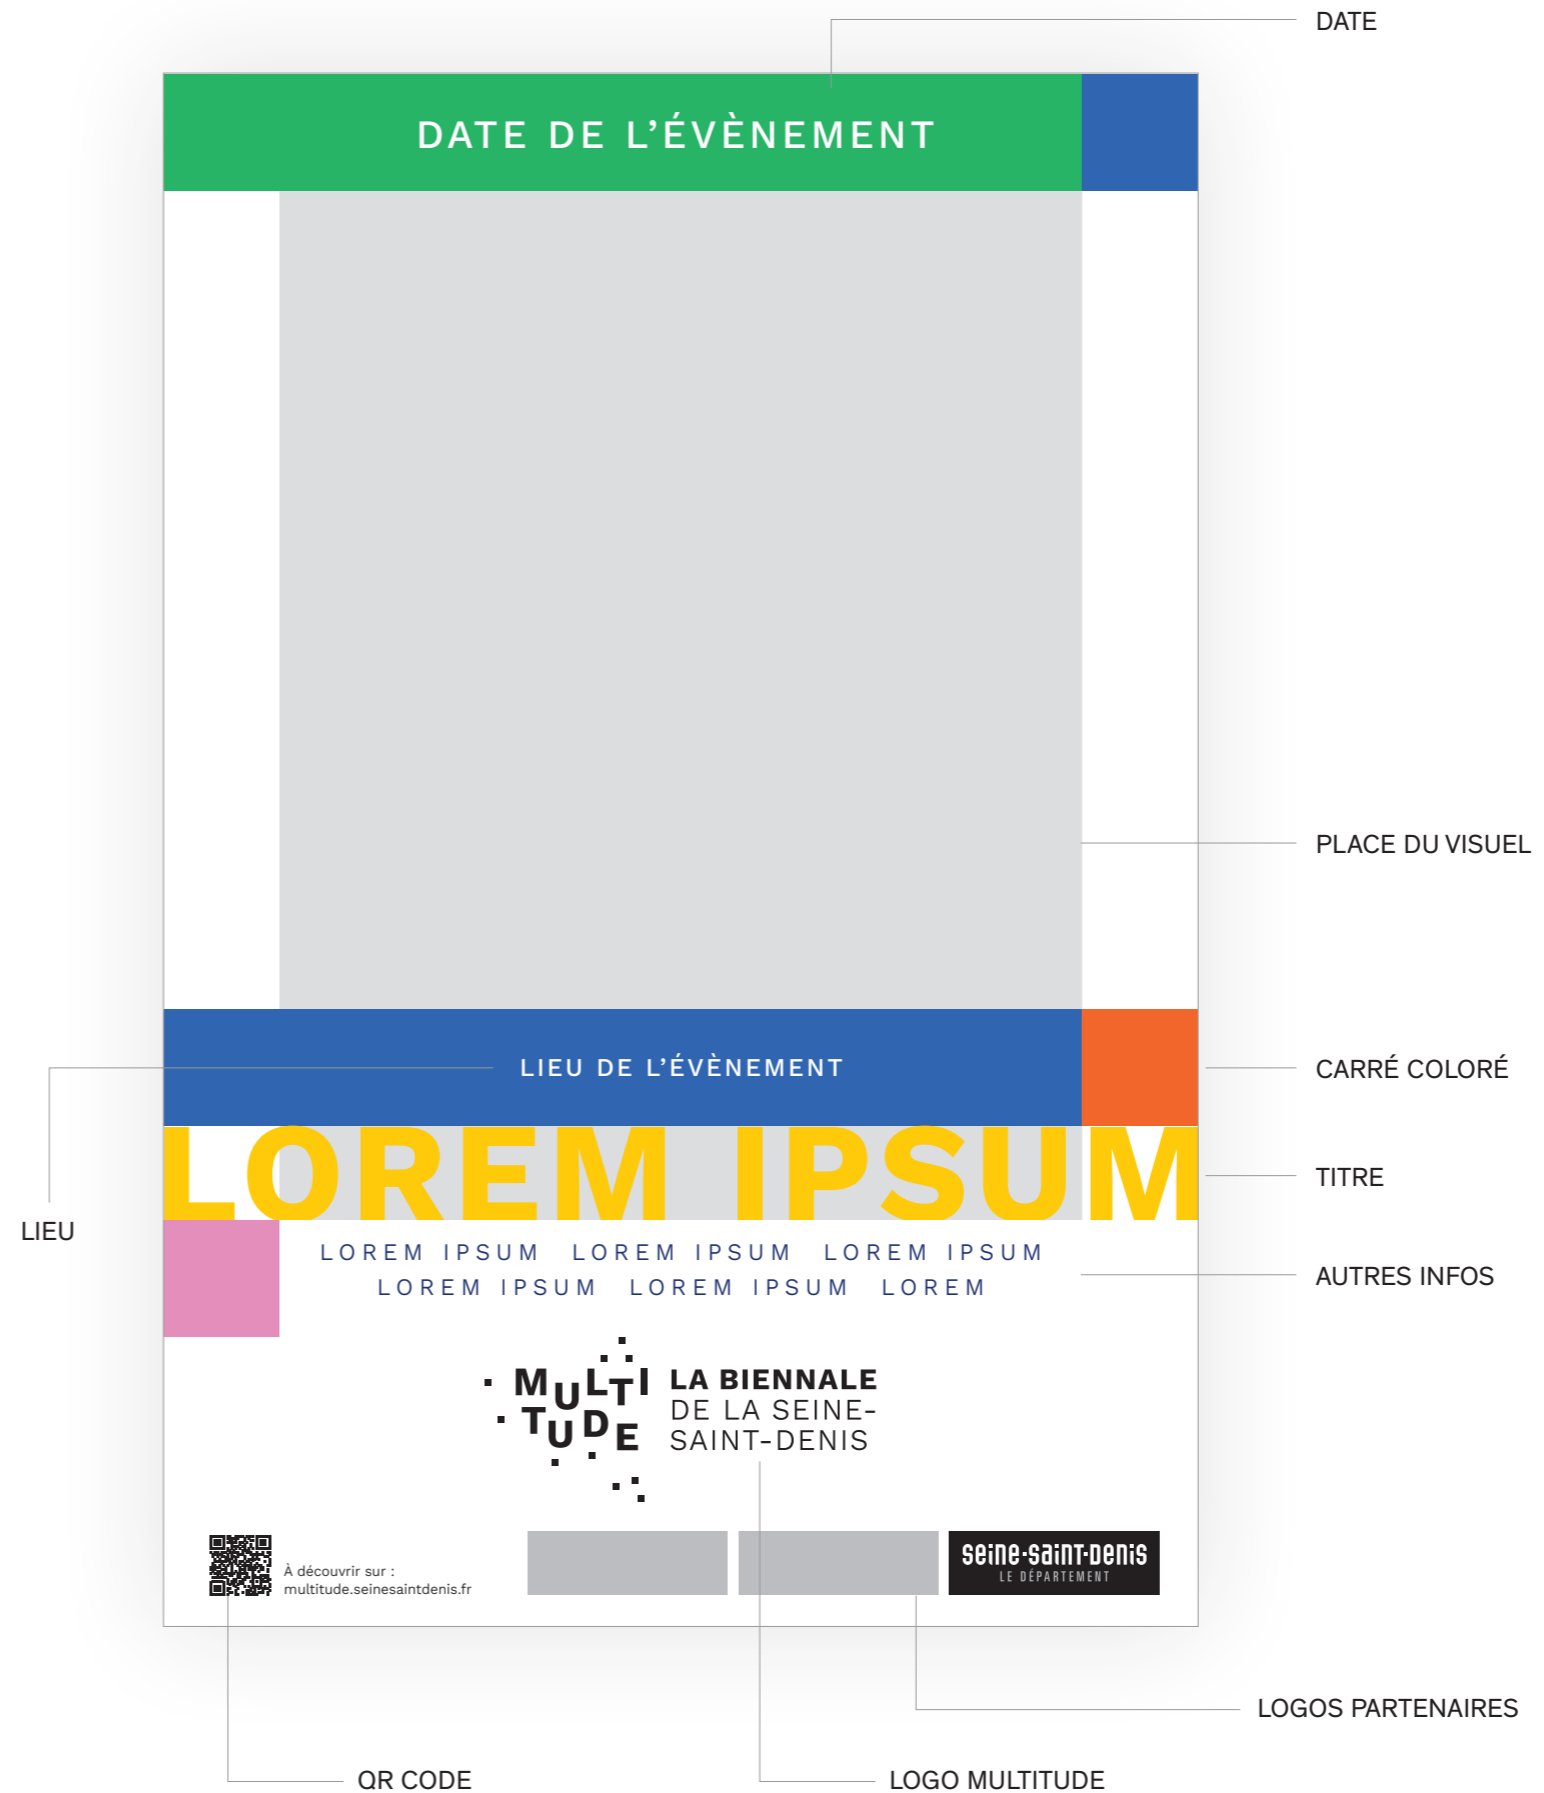 DATE
DATE DE L’ÉVÈNEMENT
PLACE DU VISUEL
LIEU DE L’ÉVÈNEMENT
CARRÉ COLORÉ
LOREM IPSUM
TITRE
LIEU
LOREM IPSUM LOREM IPSUM LOREM IPSUM
LOREM IPSUM LOREM IPSUM LOREM
AUTRES INFOS
MULTI
TUDE
LA BIENNALE
DE LA SEINE-
SAINT-DENIS
À découvrir sur :
multitude.seinesaintdenis.fr
seine-saint-Denis
LE DÉPARTEMENT
LOGOS PARTENAIRES
QR CODE
LOGO MULTITUDE